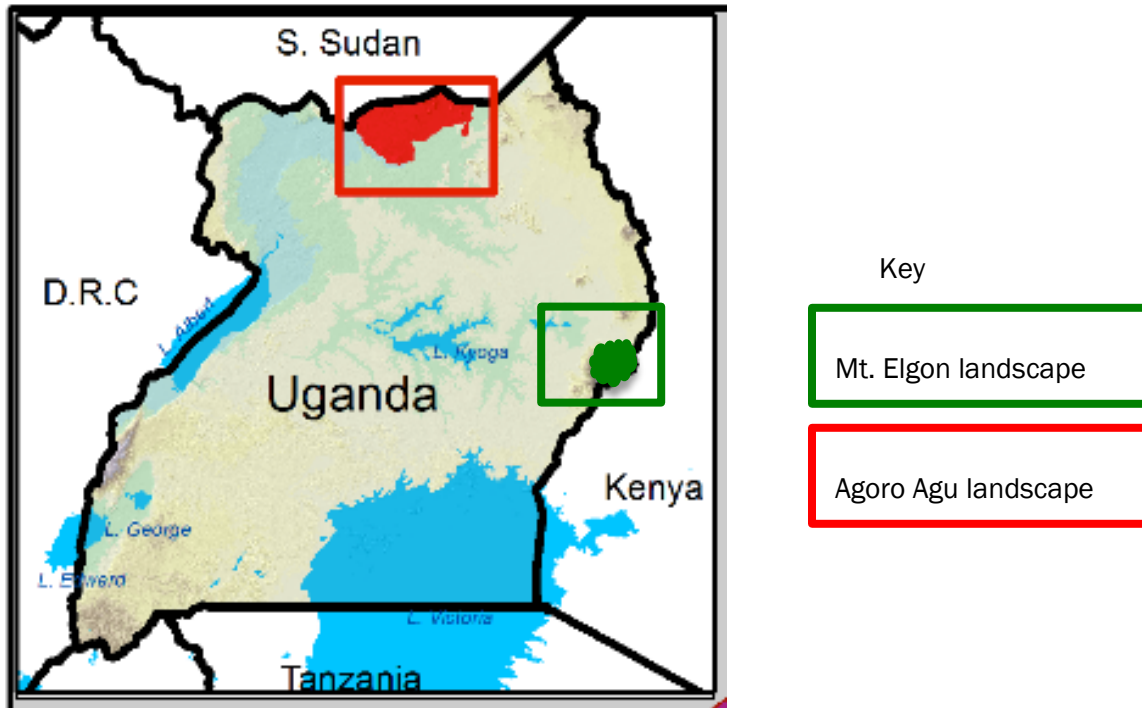 S. Sudan
D.R.C
L. Albert
L. Kyoga
Uganda
Kenya
L. George
L. Edward
L. Victoria
Tanzania
Key
Mt. Elgon landscape
Agoro Agu landscape